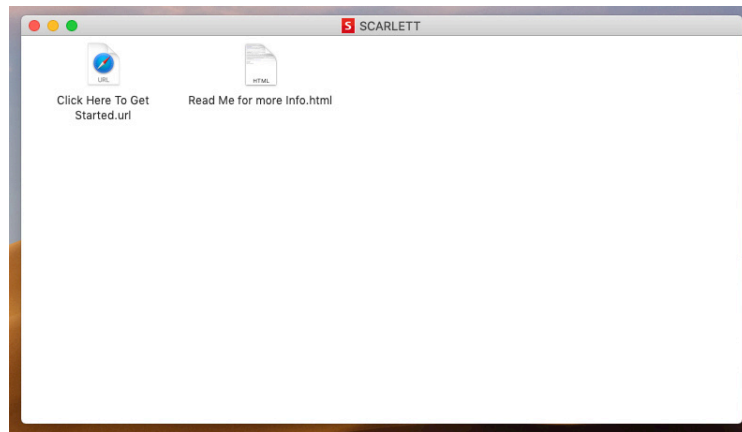 S SCARLETT
URL
HTML
Click Here To Get
Started.url
Read Me for more Info.html